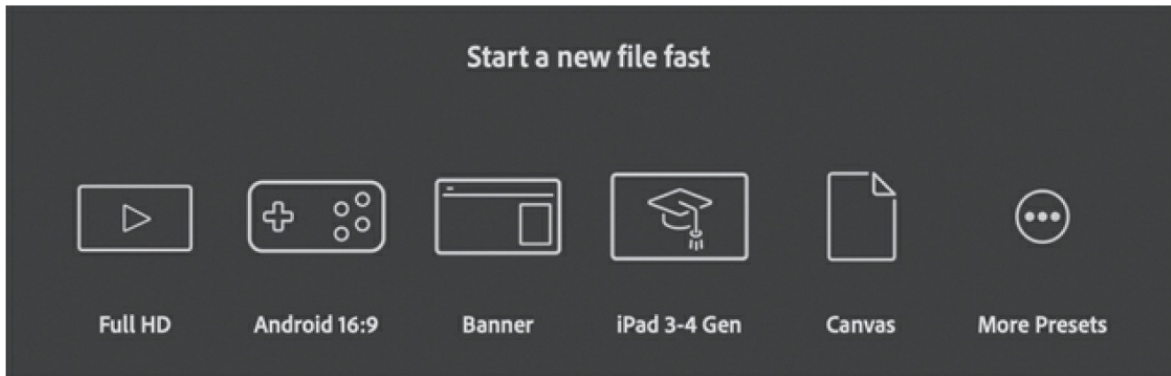 Start a new file fast
Full HD
Android 16:9
Banner
iPad 3-4 Gen
Canvas
More Presets